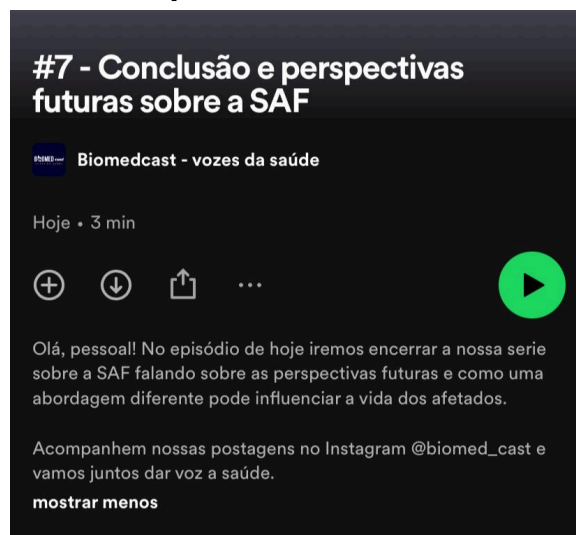 #7 - Conclusão e perspectivas
futuras sobre a SAF
Biomedcast - vozes da saúde
Hoje • 3 min
Olá, pessoal! No episódio de hoje iremos encerrar a nossa serie
sobre a SAF falando sobre as perspectivas futuras e como uma
abordagem diferente pode influenciar a vida dos afetados.
Acompanhem nossas postagens no Instagram @biomed_cast e
vamos juntos dar voz a saúde.
mostrar menos